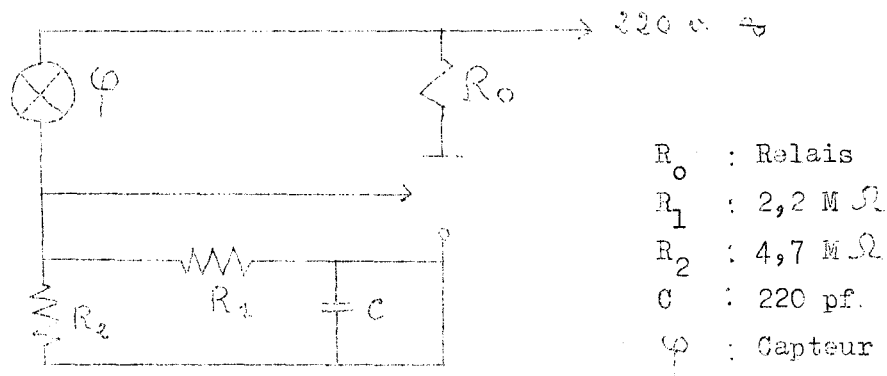 220 v. ~
φ
R₀
R₁
C
R₂
R₀ : Relais
R₁ : 2,2 M Ω
R₂ : 4,7 M Ω
C : 220 pf.
φ : Capteur